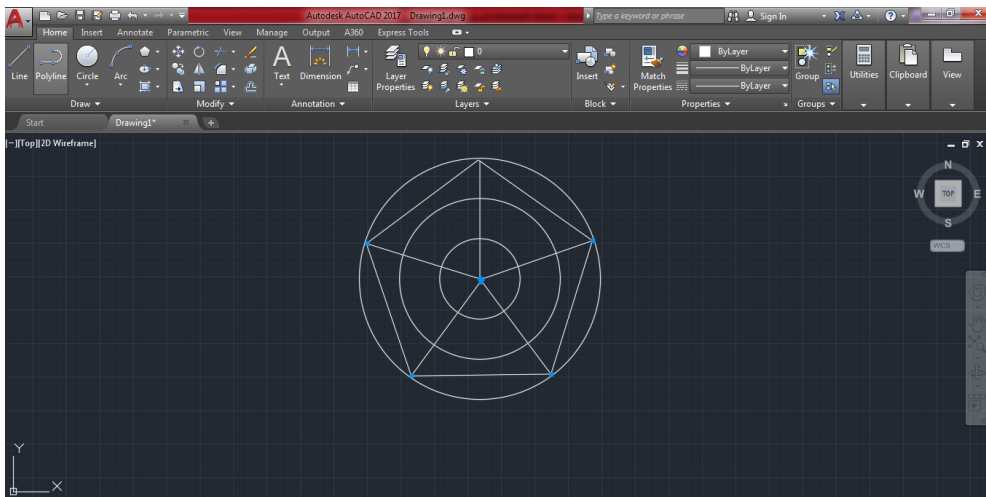 Autodesk AutoCAD 2017 Drawing1.dwg
Type a keyword or phrase
Sign In
Home Insert Annotate Parametric View Manage Output A360 Express Tools
Line Polyline Circle Arc
Text Dimension
Layer Properties
0
Insert
Match Properties
ByLayer
ByLayer
ByLayer
Group
Utilities
Clipboard
View
Draw Modify Annotation Layers Block Properties Groups
Start Drawing1* +
[−][Top][2D Wireframe]
N
W TOP E
S
WCS
Y
X